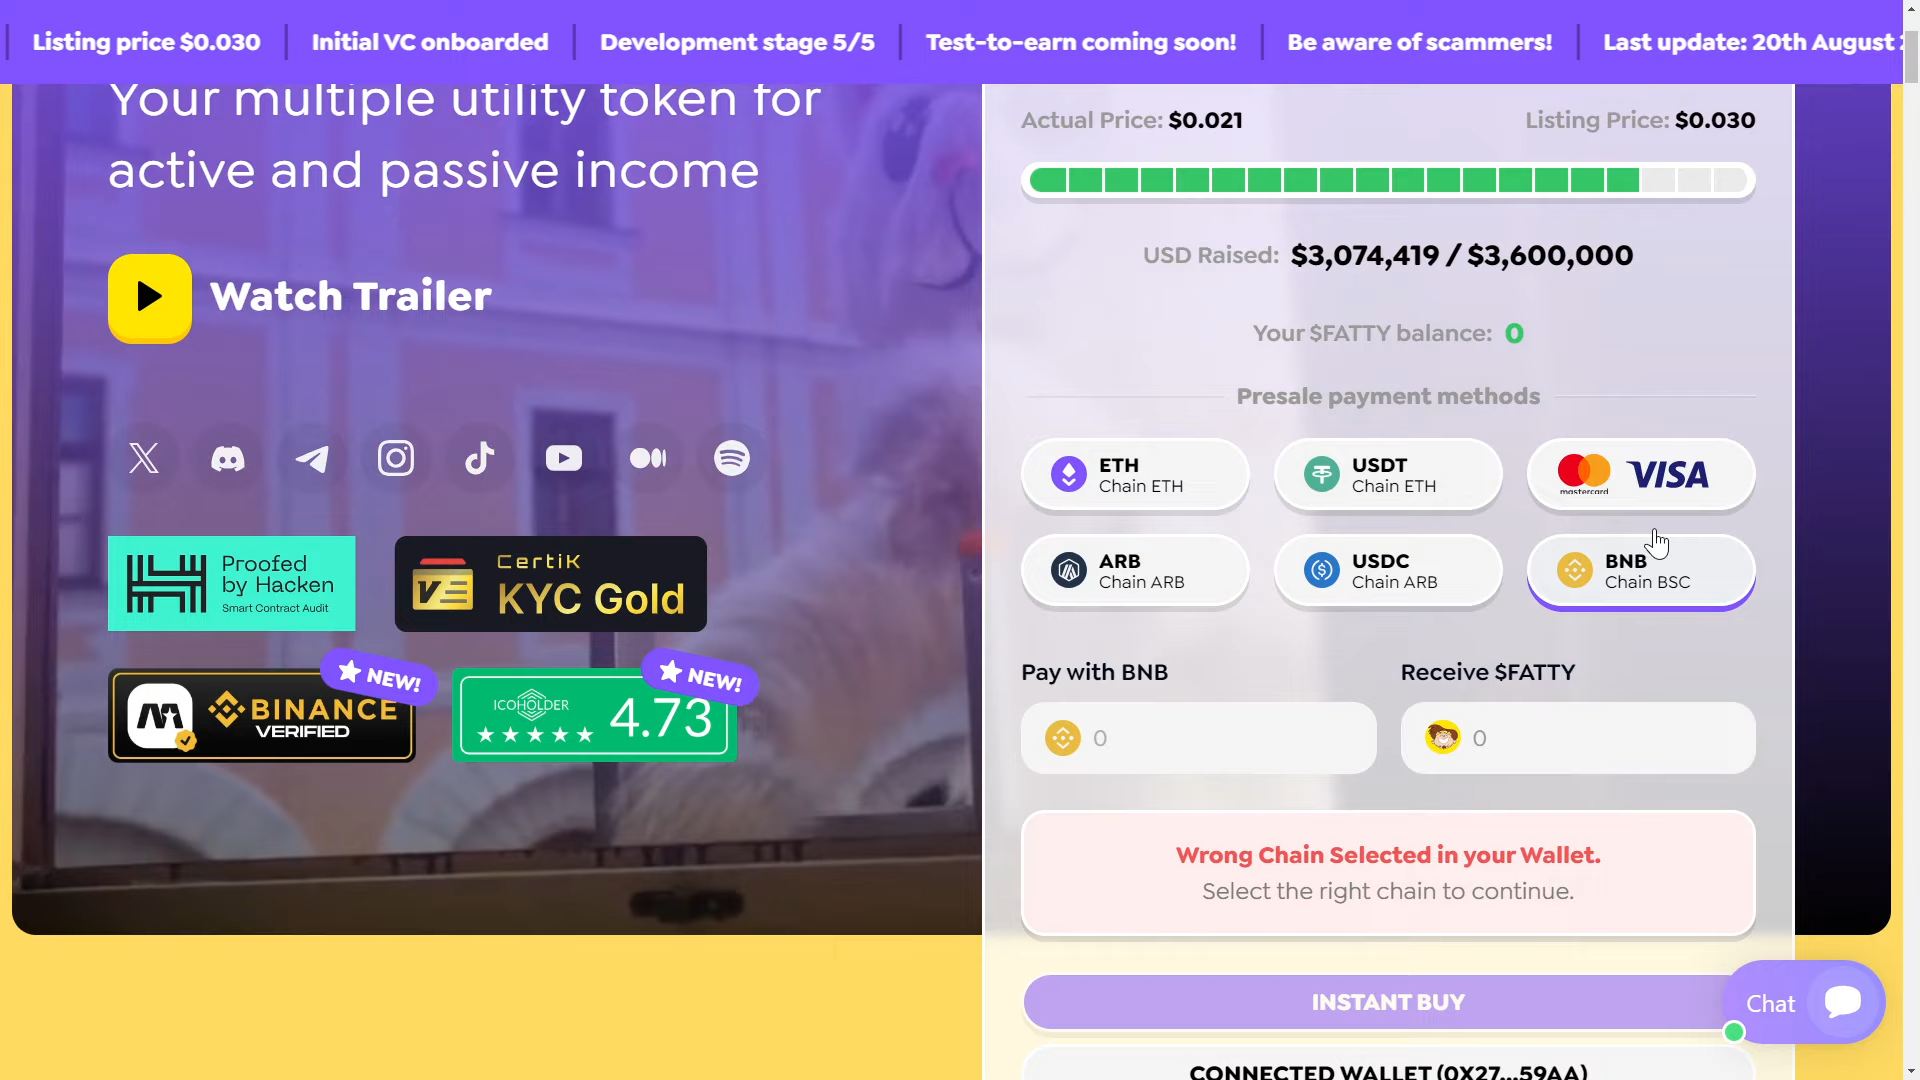 Listing price $0.030
Initial VC onboarded
Development stage 5/5
Test-to-earn coming soon!
Be aware of scammers!
Last update: 20th August
Your multiple utility token for
active and passive income
Watch Trailer
Proofed
by Hacken
Smart Contract Audit
CERTIK
KYC Gold
BINANCE
VERIFIED
NEW!
ICOHOLDER
4.73
NEW!
Actual Price: $0.021
Listing Price: $0.030
USD Raised: $3,074,419 / $3,600,000
Your $FATTY balance: 0
Presale payment methods
ETH
Chain ETH
USDT
Chain ETH
mastercard
VISA
ARB
Chain ARB
USDC
Chain ARB
BNB
Chain BSC
Pay with BNB
Receive $FATTY
0
0
Wrong Chain Selected in your Wallet.
Select the right chain to continue.
INSTANT BUY
CONNECTED WALLET (0X27...59AA)
Chat